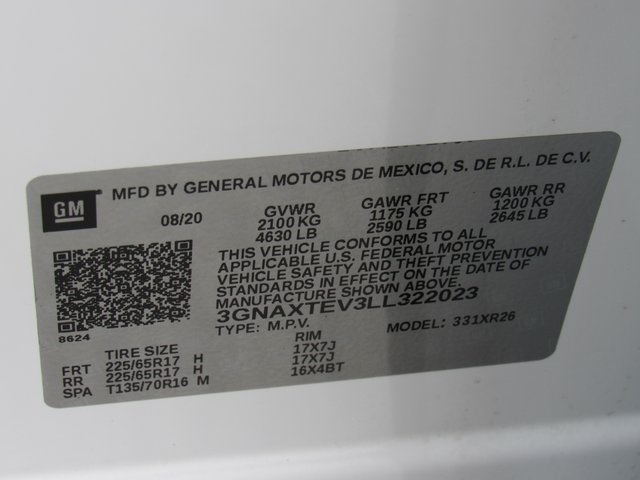 GM
MFD BY GENERAL MOTORS DE MEXICO, S. DE R.L. DE C.V.
08/20 GVWR GAWR FRT GAWR RR
2100 KG 1175 KG 1200 KG
4630 LB 2590 LB 2645 LB
THIS VEHICLE CONFORMS TO ALL
APPLICABLE U.S. FEDERAL MOTOR
VEHICLE SAFETY AND THEFT PREVENTION
STANDARDS IN EFFECT ON THE DATE OF
MANUFACTURE SHOWN ABOVE.
3GNAXTEV3LL322023
8624
TYPE: M.P.V. MODEL: 331XR26
TIRE SIZE RIM
FRT 225/65R17 H 17X7J
RR 225/65R17 H 17X7J
SPA T135/70R16 M 16X4BT